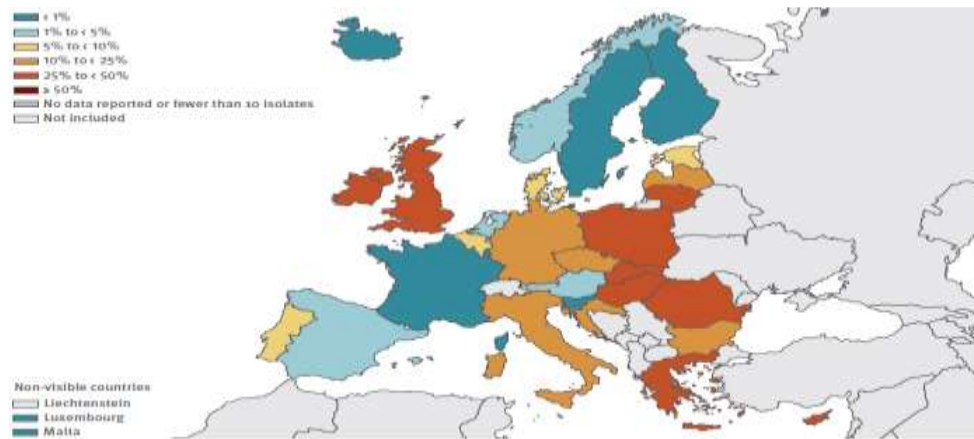 < 1%
1% to < 5%
5% to < 10%
10% to < 25%
25% to < 50%
≥ 50%
No data reported or fewer than 10 isolates
Not included
Non-visible countries
Liechtenstein
Luxembourg
Malta